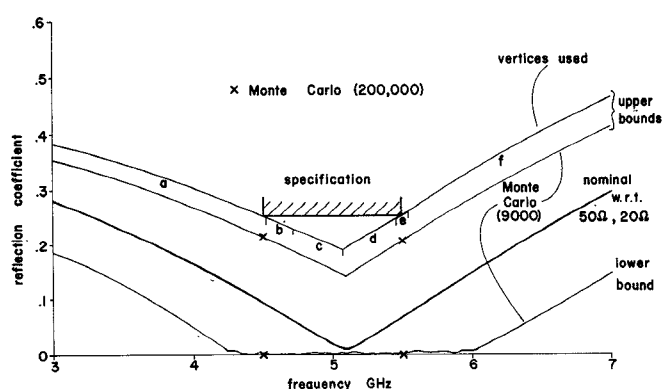 .6
.5
.4
.3
.2
.1
0
reflection coefficient
3
4
5
6
7
frequency GHz
× Monte Carlo (200,000)
vertices used
upper
bounds
specification
Monte
Carlo
(9000)
nominal
w.r.t.
50Ω , 20Ω
lower
bound
a
b
c
d
e
f